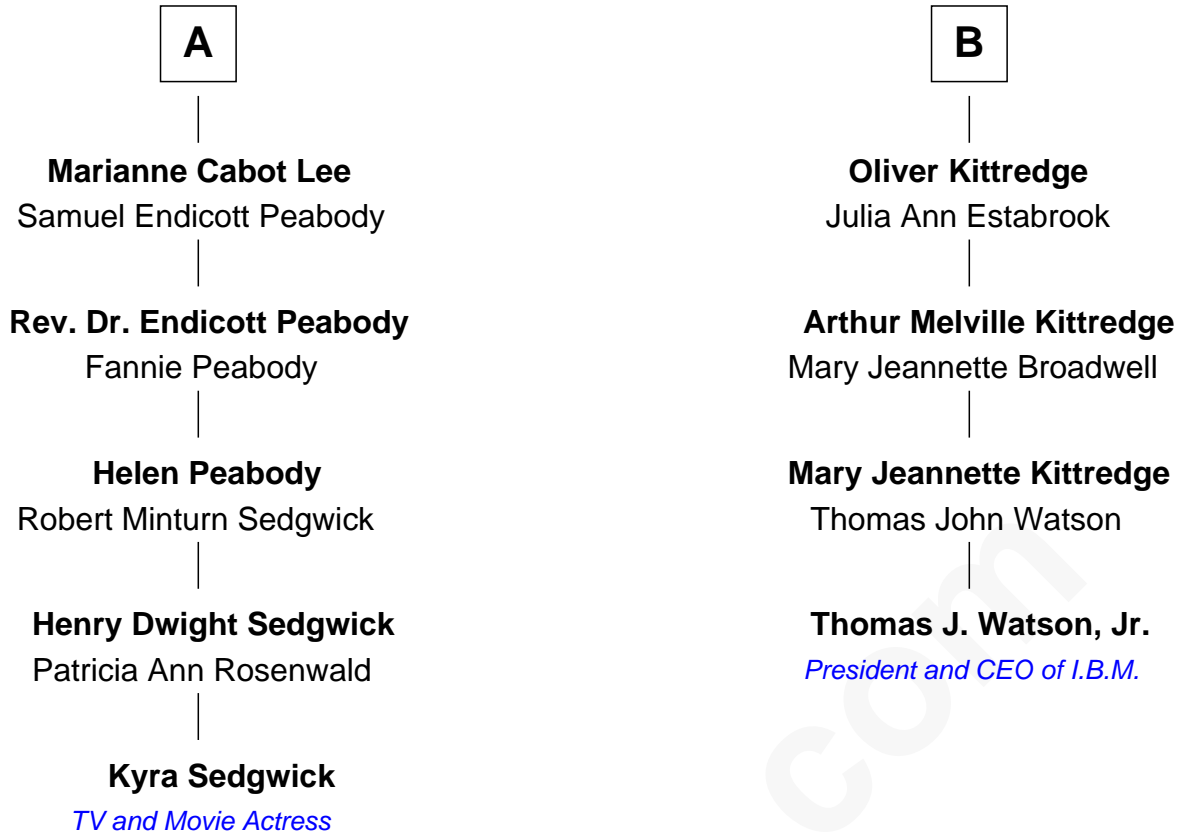 A
Marianne Cabot Lee
Samuel Endicott Peabody
Rev. Dr. Endicott Peabody
Fannie Peabody
Helen Peabody
Robert Minturn Sedgwick
Henry Dwight Sedgwick
Patricia Ann Rosenwald
Kyra Sedgwick
TV and Movie Actress
B
Oliver Kittredge
Julia Ann Estabrook
Arthur Melville Kittredge
Mary Jeannette Broadwell
Mary Jeannette Kittredge
Thomas John Watson
Thomas J. Watson, Jr.
President and CEO of I.B.M.
com